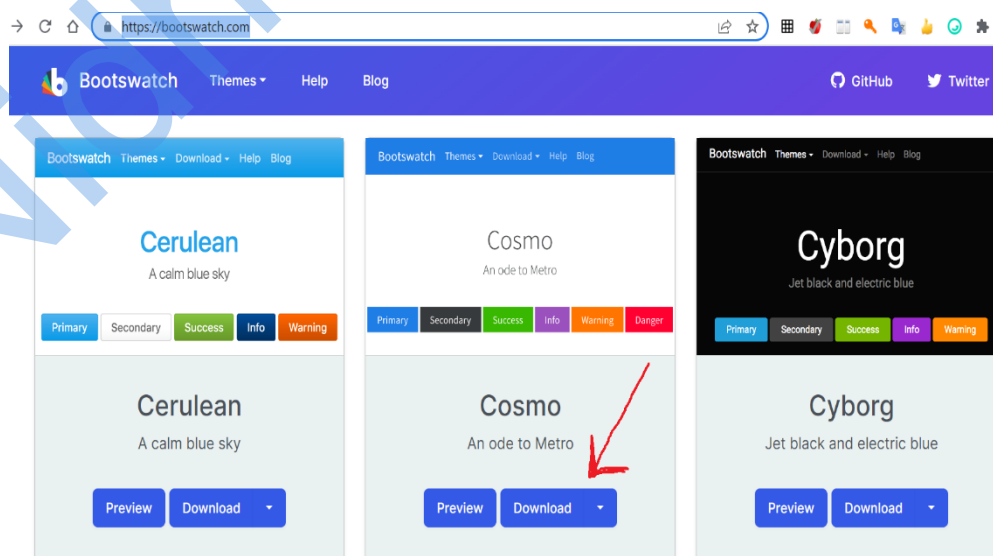 https://bootswatch.com
Bootswatch Themes Help Blog GitHub Twitter
Bootswatch Themes Download Help Blog
Cerulean
A calm blue sky
Primary Secondary Success Info Warning
Cerulean
A calm blue sky
Preview Download
Bootswatch Themes Download Help Blog
Cosmo
An ode to Metro
Primary Secondary Success Info Warning Danger
Cosmo
An ode to Metro
Preview Download
Bootswatch Themes Download Help Blog
Cyborg
Jet black and electric blue
Primary Secondary Success Info Warning
Cyborg
Jet black and electric blue
Preview Download